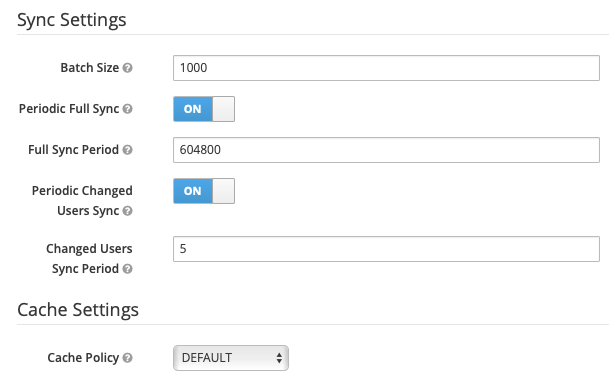 Sync Settings
Batch Size
1000
Periodic Full Sync
ON
Full Sync Period
604800
Periodic Changed
Users Sync
ON
Changed Users
Sync Period
5
Cache Settings
Cache Policy
DEFAULT